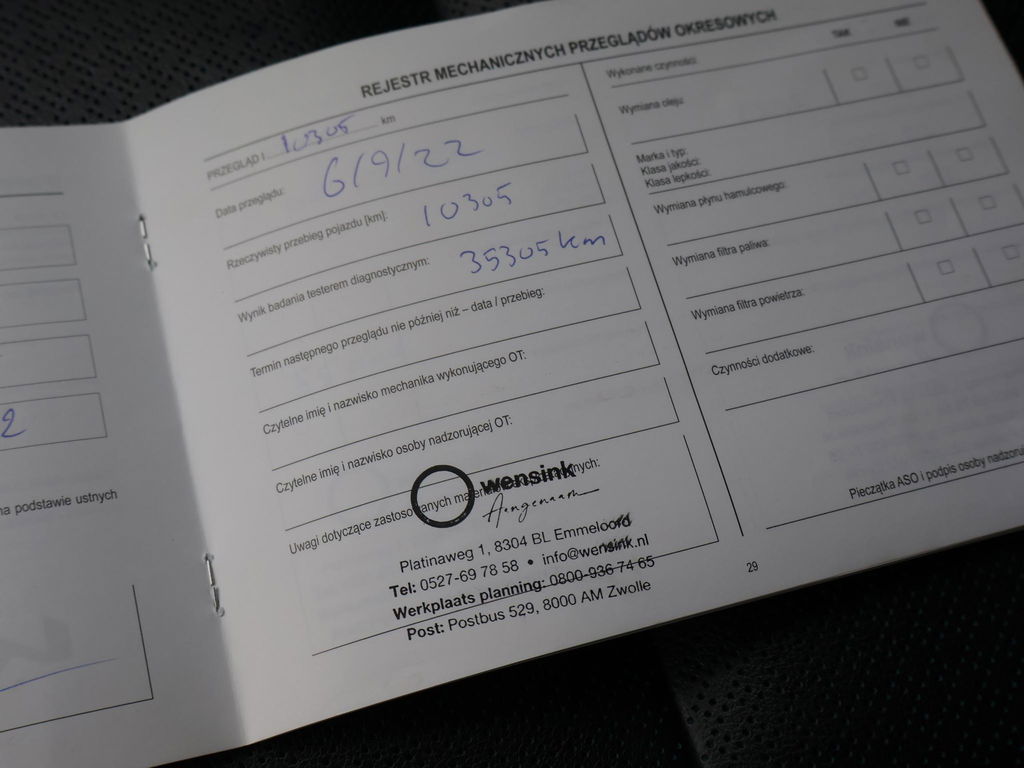 REJESTR MECHANICZNYCH PRZEGLĄDÓW OKRESOWYCH
PRZEGLĄD I 10305 km
Data przeglądu: 6/9/22
Rzeczywisty przebieg pojazdu [km]: 10305
Wynik badania testerem diagnostycznym: 35305 km
Termin następnego przeglądu nie później niż – data / przebieg:
Czytelne imię i nazwisko mechanika wykonującego OT:
Czytelne imię i nazwisko osoby nadzorującej OT:
Uwagi dotyczące
wensink
Aangenaam
Platinaweg 1, 8304 BL Emmeloord
Tel: 0527-69 78 58 • info@wensink.nl
Werkplaats planning: 0800-936 74 65
Post: Postbus 529, 8000 AM Zwolle
TAK NIE
Wykonane czynności:
Wymiana oleju:
Marka i typ:
Klasa jakości:
Klasa lepkości:
Wymiana płynu hamulcowego:
Wymiana filtra paliwa:
Wymiana filtra powietrza:
Czynności dodatkowe:
Pieczątka ASO i podpis osoby
29
2
na podstawie ustnych